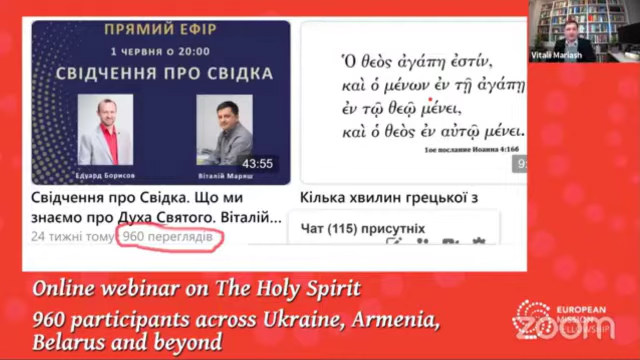 ПРЯМИЙ ЕФІР
1 ЧЕРВНЯ О 20:00
СВІДЧЕННЯ ПРО СВІДКА
Едуард Борисов
Віталій Маряш
43:55
Свідчення про Свідка. Що ми
знаємо про Духа Святого. Віталій...
24 тижні тому 960 переглядів
Ὁ θεὸς ἀγάπη ἐστίν,
καὶ ὁ μένων ἐν τῇ ἀγάπῃ
ἐν τῷ θεῷ μένει,
καὶ ὁ θεὸς ἐν αὐτῷ μένει.
1ое послание Иоанна 4:16б
Кілька хвилин грецької з
Чат (115) присутніх
Vitalii Mariash
Online webinar on The Holy Spirit
960 participants across Ukraine, Armenia,
Belarus and beyond
EUROPEAN
MISSION
FELLOWSHIP
zoom